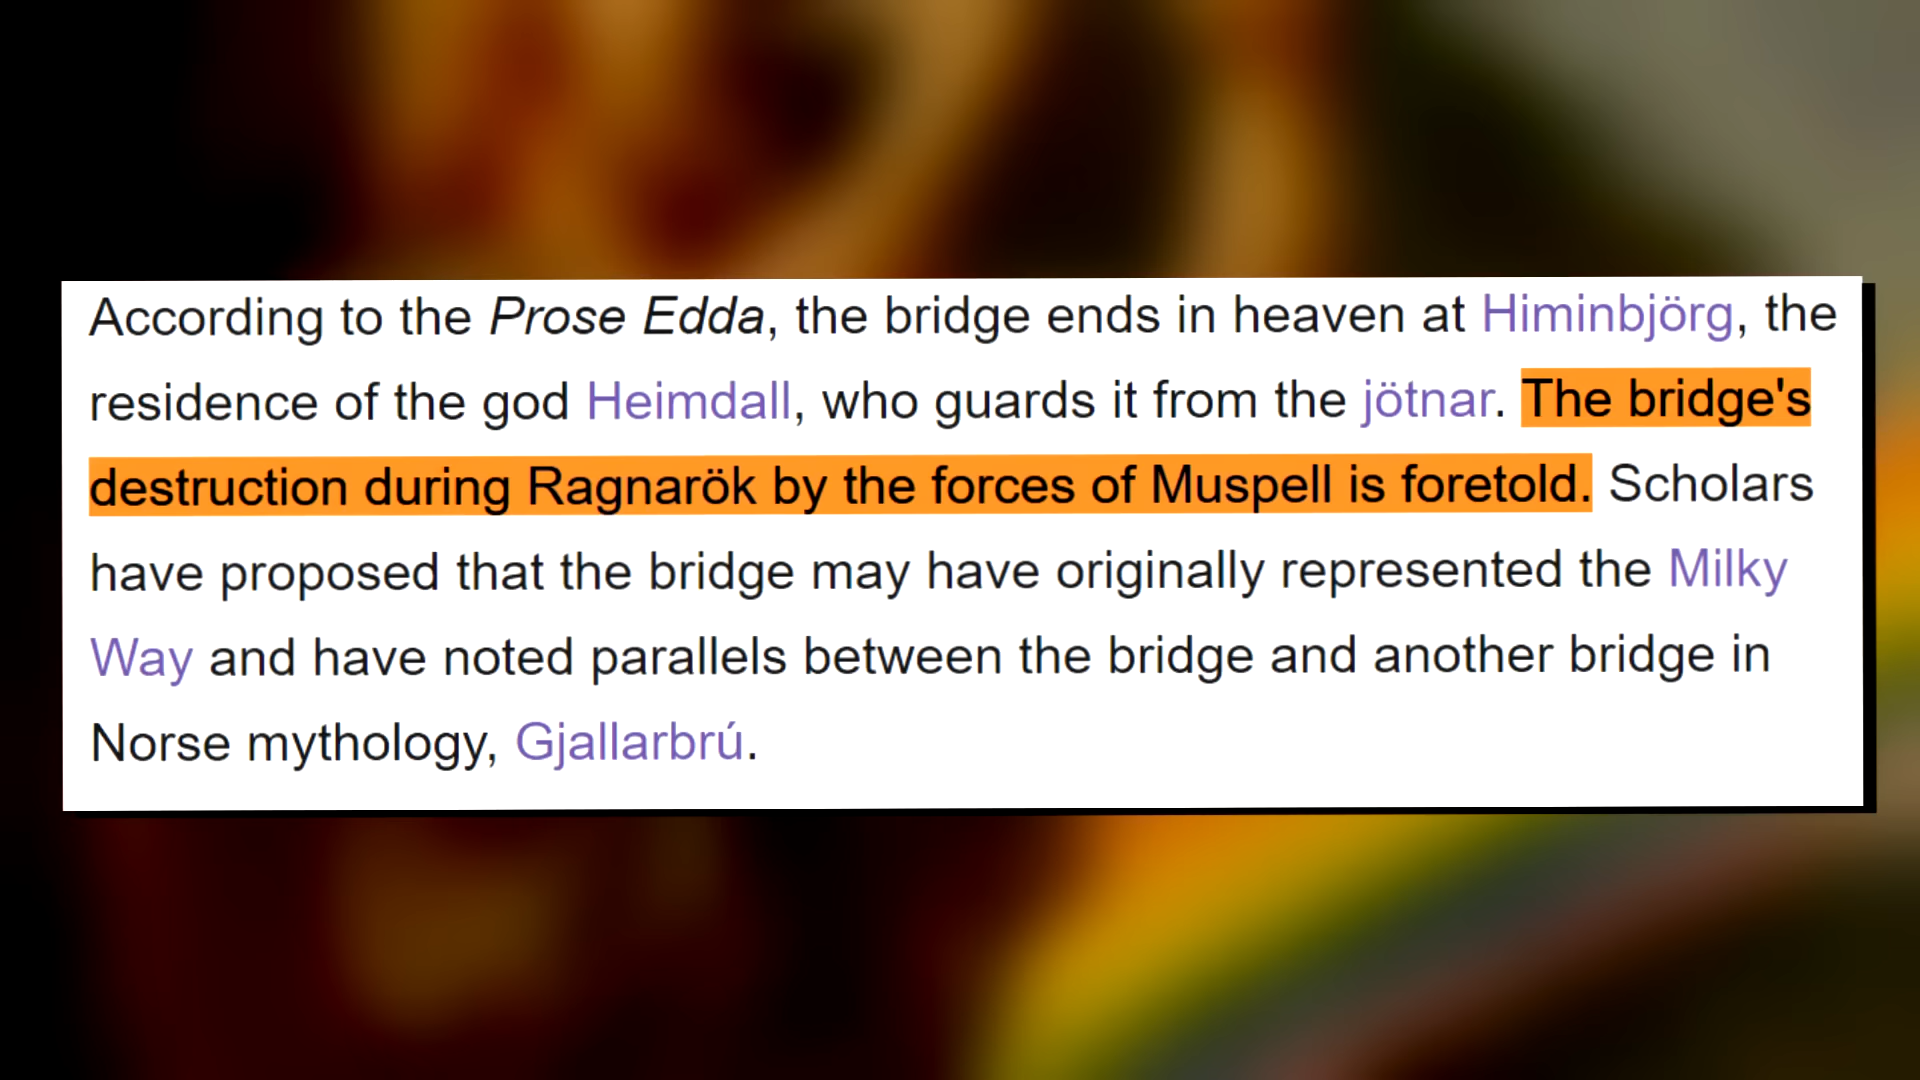 According to the Prose Edda, the bridge ends in heaven at Himinbjörg, the
residence of the god Heimdall, who guards it from the jötnar. The bridge's
destruction during Ragnarök by the forces of Muspell is foretold. Scholars
have proposed that the bridge may have originally represented the Milky
Way and have noted parallels between the bridge and another bridge in
Norse mythology, Gjallarbrú.